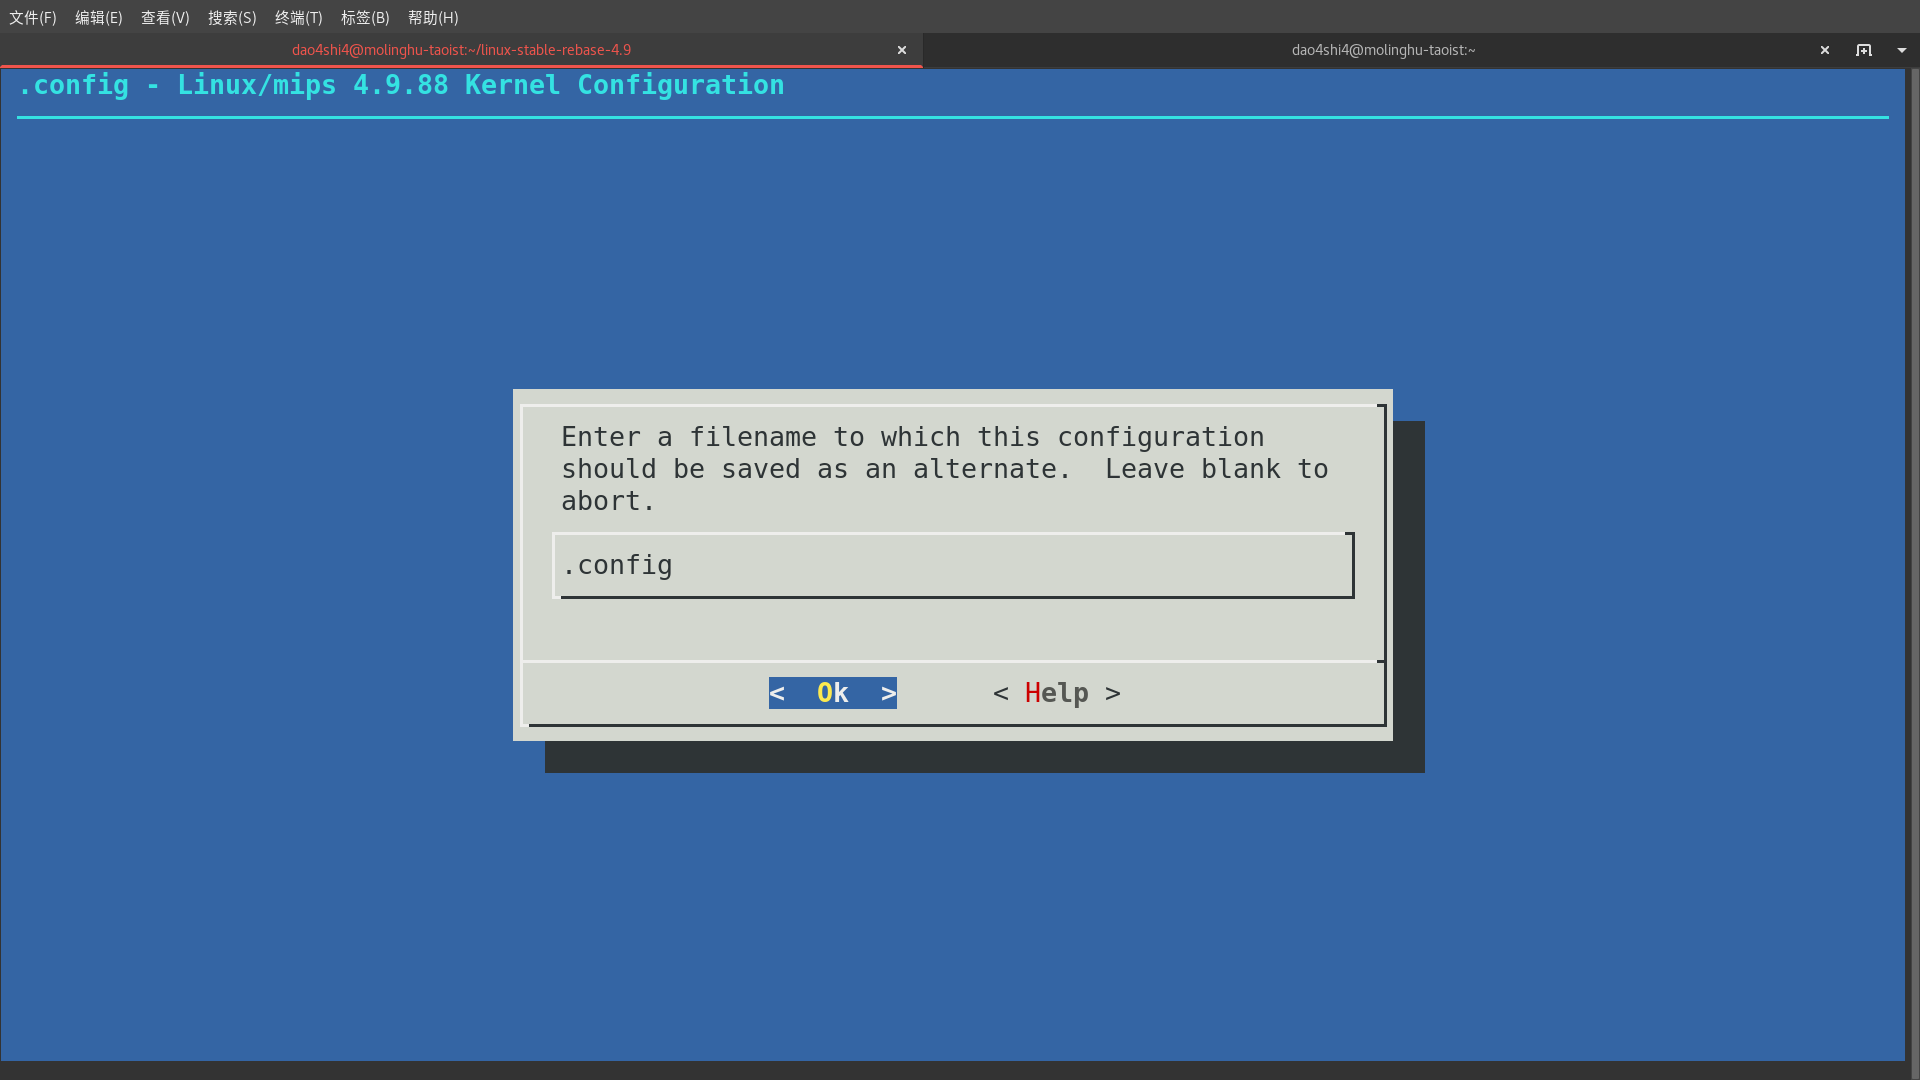 文件(F) 编辑(E) 查看(V) 搜索(S) 终端(T) 标签(B) 帮助(H)
dao4shi4@molinghu-taoist:~/linux-stable-rebase-4.9 × dao4shi4@molinghu-taoist:~ ×
.config - Linux/mips 4.9.88 Kernel Configuration
Enter a filename to which this configuration
should be saved as an alternate.  Leave blank to
abort.
.config
<  Ok  > < Help >